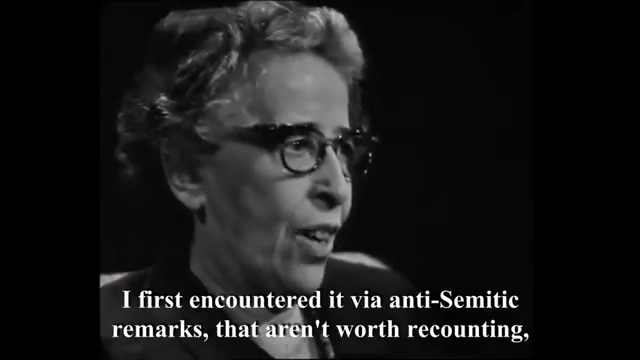 I first encountered it via anti-Semitic
remarks, that aren't worth recounting,